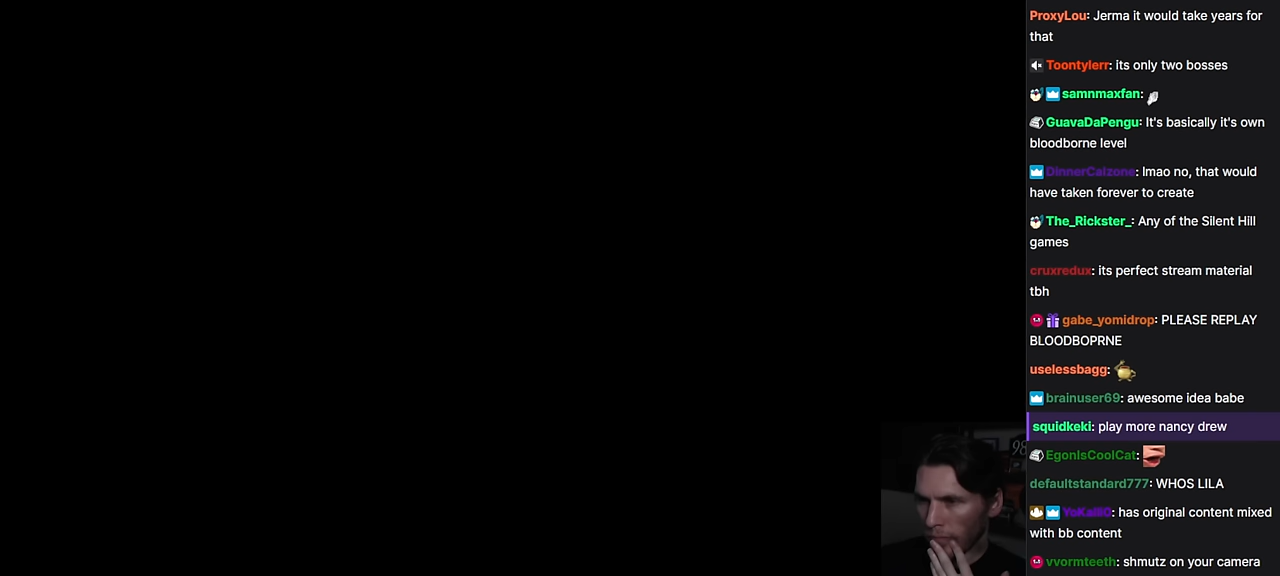 ProxyLou: Jerma it would take years for
that
Toontylerr: its only two bosses
samnmaxfan:
GuavaDaPengu: It's basically it's own
bloodborne level
DinnerCalzone: lmao no, that would
have taken forever to create
The_Rickster_: Any of the Silent Hill
games
cruxredux: its perfect stream material
tbh
gabe_yomidrop: PLEASE REPLAY
BLOODBOPRNE
uselessbagg:
brainuser69: awesome idea babe
squidkeki: play more nancy drew
98
EgonIsCoolCat:
defaultstandard777: WHOS LILA
: has original content mixed
with bb content
vvormteeth: shmutz on your camera